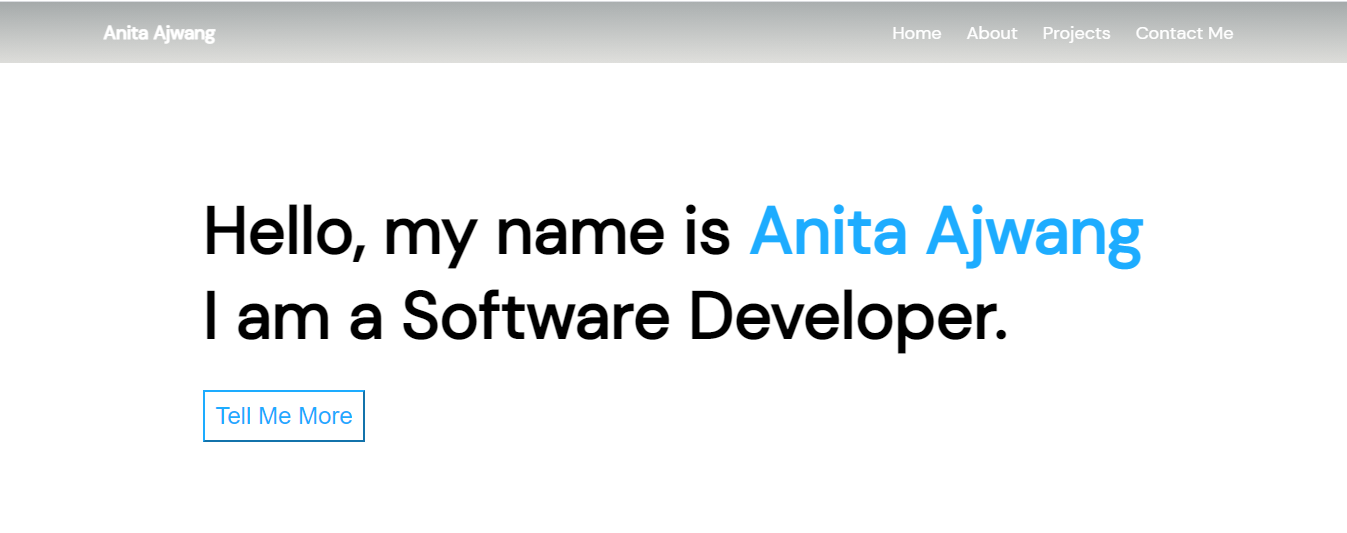 Anita Ajwang
Home About Projects Contact Me
Hello, my name is Anita Ajwang
I am a Software Developer.
Tell Me More